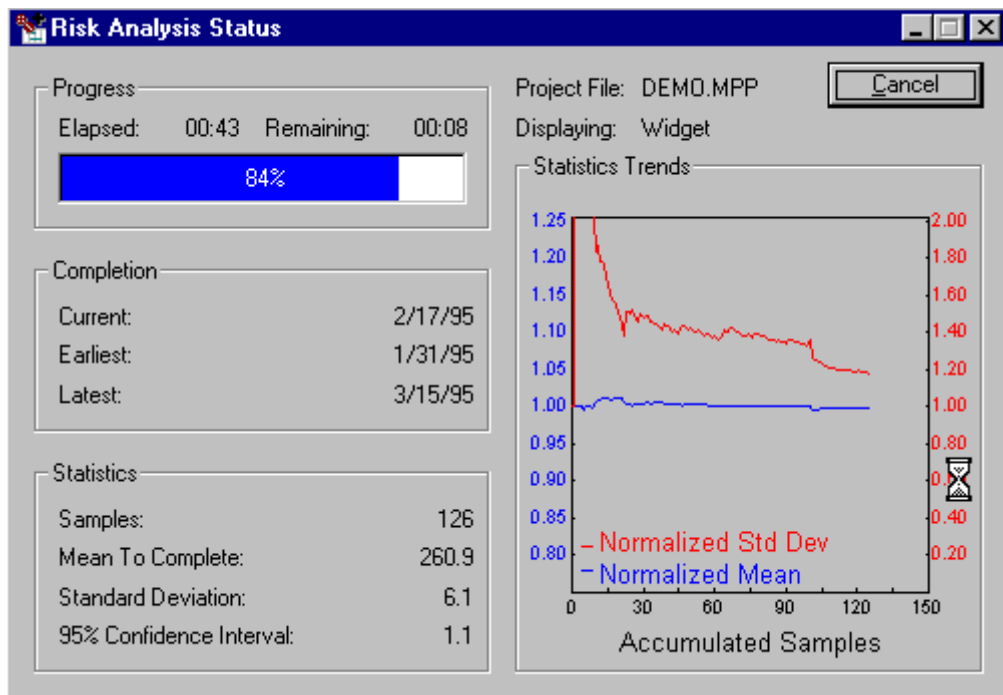 Risk Analysis Status
Progress
Elapsed: 00:43 Remaining: 00:08
84%
Completion
Current: 2/17/95
Earliest: 1/31/95
Latest: 3/15/95
Statistics
Samples: 126
Mean To Complete: 260.9
Standard Deviation: 6.1
95% Confidence Interval: 1.1
Project File: DEMO.MPP
Cancel
Displaying: Widget
Statistics Trends
1.25 2.00
1.20 1.80
1.15 1.60
1.10 1.40
1.05 1.20
1.00 1.00
0.95 0.80
0.90
0.85 0.40
0.80 0.20
Normalized Std Dev
Normalized Mean
0 30 60 90 120 150
Accumulated Samples